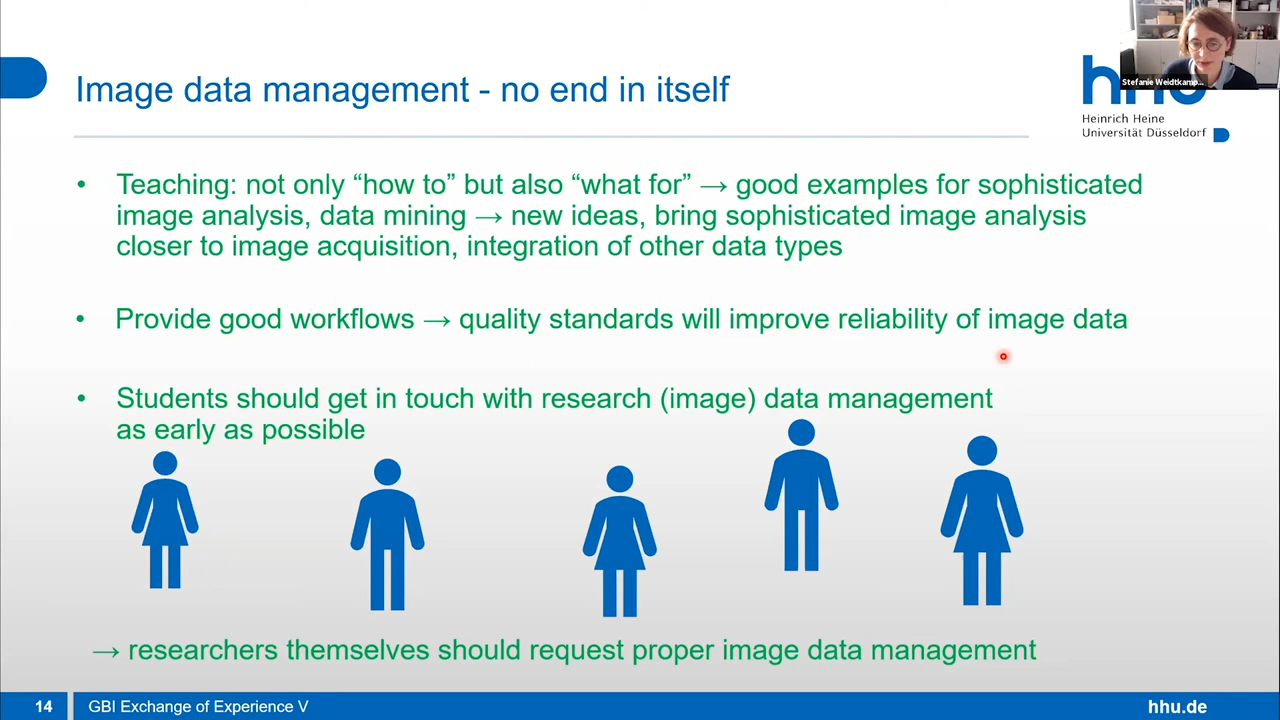 Image data management - no end in itself
Stefanie Weidtkamp...
hhu
Heinrich Heine
Universität Düsseldorf
• Teaching: not only “how to” but also “what for” → good examples for sophisticated
image analysis, data mining → new ideas, bring sophisticated image analysis
closer to image acquisition, integration of other data types
• Provide good workflows → quality standards will improve reliability of image data
• Students should get in touch with research (image) data management
as early as possible
→ researchers themselves should request proper image data management
14 GBI Exchange of Experience V hhu.de